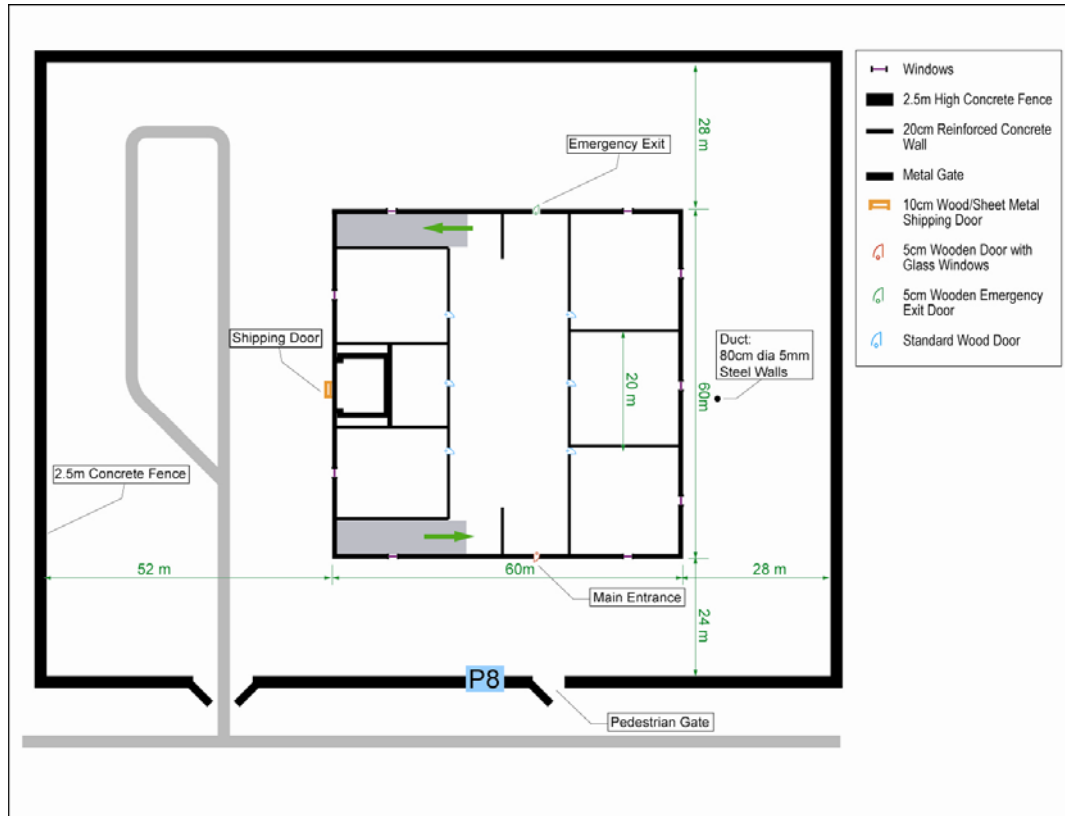 Windows
2.5m High Concrete Fence
20cm Reinforced Concrete
Wall
Metal Gate
10cm Wood/Sheet Metal
Shipping Door
5cm Wooden Door with
Glass Windows
5cm Wooden Emergency
Exit Door
Standard Wood Door
28 m
Emergency Exit
Shipping Door
Duct:
80cm dia 5mm
Steel Walls
20 m
60m
2.5m Concrete Fence
52 m
60m
28 m
Main Entrance
24 m
P8
Pedestrian Gate